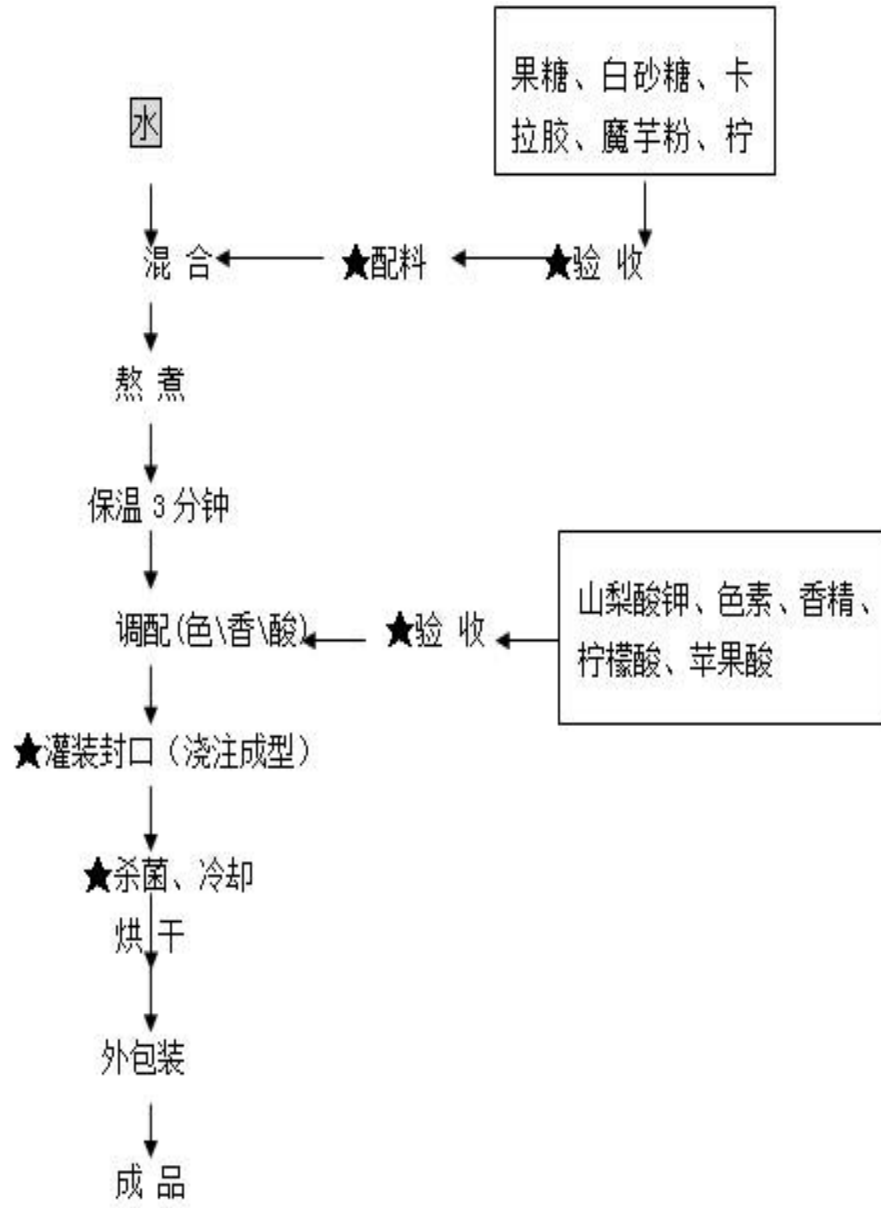 果糖、白砂糖、卡
拉胶、魔芋粉、柠
水
混 合
★配料
★验 收
熬 煮
保温 3 分钟
山梨酸钾、色素、香精、
柠檬酸、苹果酸
调配(色\香\酸)
★验 收
★灌装封口（浇注成型）
★杀菌、冷却
烘 干
外包装
成 品